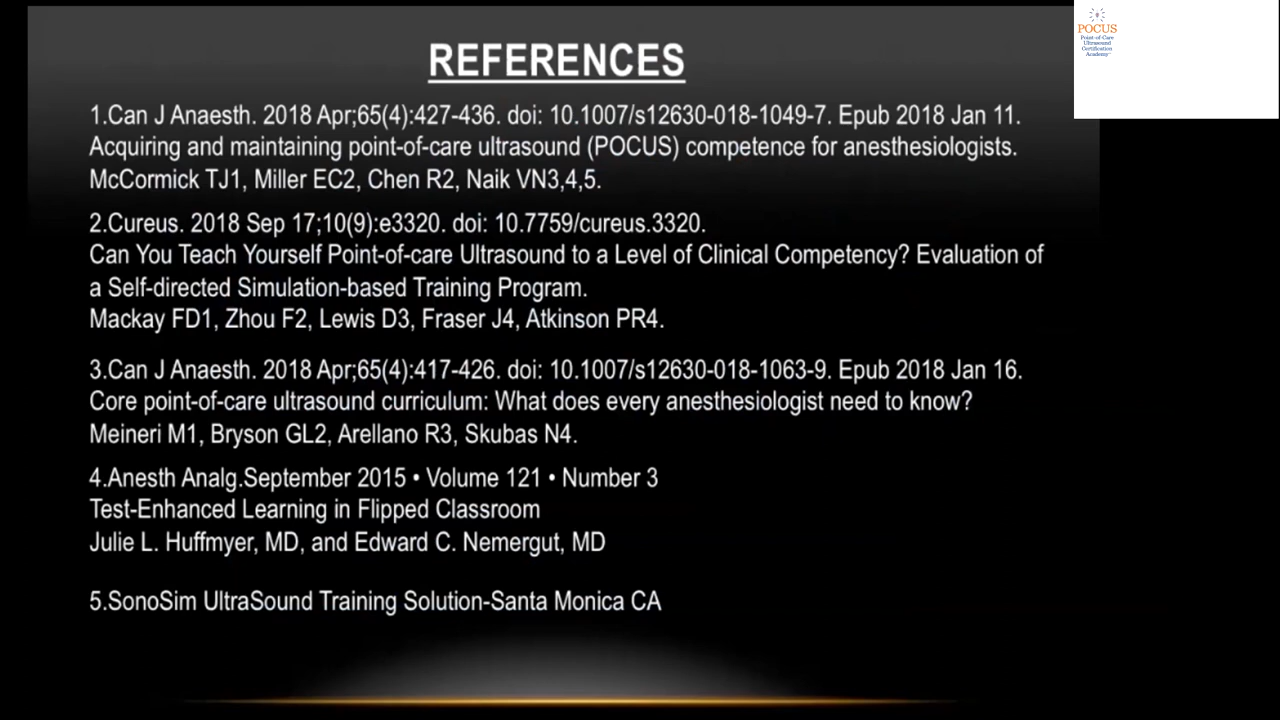 REFERENCES
1.Can J Anaesth. 2018 Apr;65(4):427-436. doi: 10.1007/s12630-018-1049-7. Epub 2018 Jan 11.
Acquiring and maintaining point-of-care ultrasound (POCUS) competence for anesthesiologists.
McCormick TJ1, Miller EC2, Chen R2, Naik VN3,4,5.
2.Cureus. 2018 Sep 17;10(9):e3320. doi: 10.7759/cureus.3320.
Can You Teach Yourself Point-of-care Ultrasound to a Level of Clinical Competency? Evaluation of
a Self-directed Simulation-based Training Program.
Mackay FD1, Zhou F2, Lewis D3, Fraser J4, Atkinson PR4.
3.Can J Anaesth. 2018 Apr;65(4):417-426. doi: 10.1007/s12630-018-1063-9. Epub 2018 Jan 16.
Core point-of-care ultrasound curriculum: What does every anesthesiologist need to know?
Meineri M1, Bryson GL2, Arellano R3, Skubas N4.
4.Anesth Analg.September 2015 • Volume 121 • Number 3
Test-Enhanced Learning in Flipped Classroom
Julie L. Huffmyer, MD, and Edward C. Nemergut, MD
5.SonoSim UltraSound Training Solution-Santa Monica CA
POCUS
Point-of-Care
Ultrasound
Certification
Academy